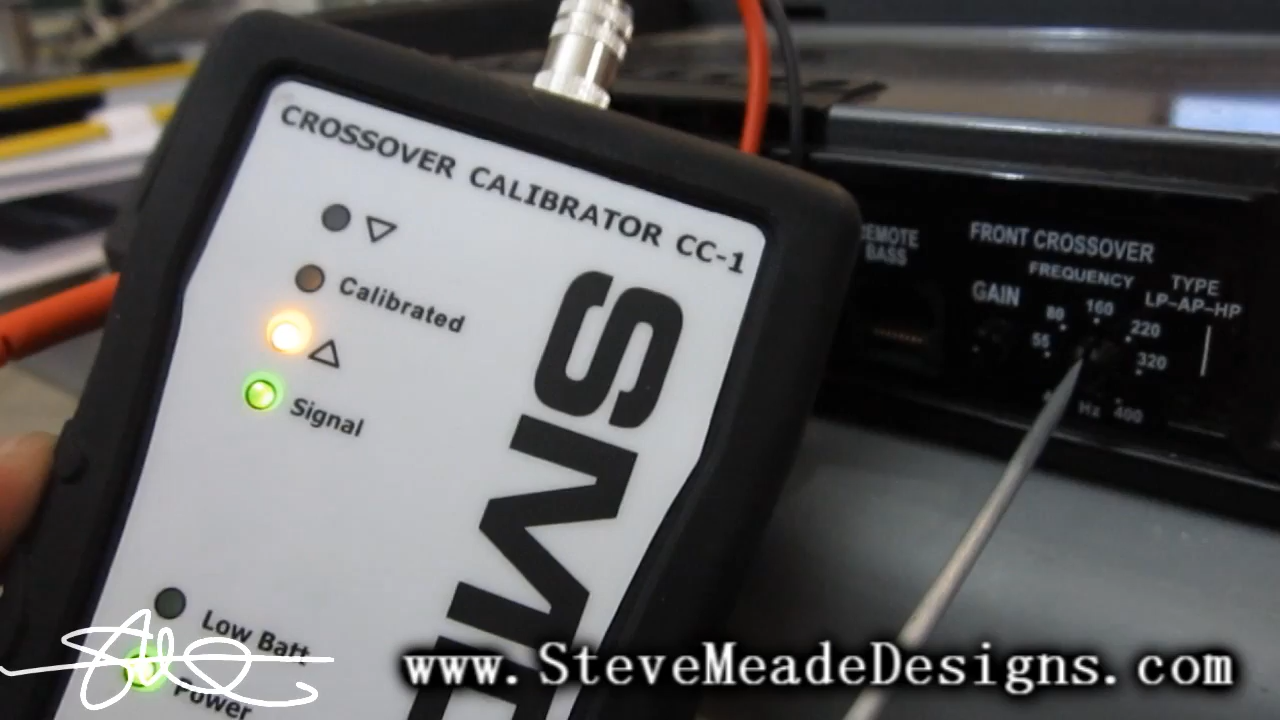 CROSSOVER CALIBRATOR CC-1
▽
Calibrated
△
Signal
SMD
Low Batt
Power
REMOTE
BASS
FRONT CROSSOVER
FREQUENCY
TYPE
GAIN
LP-AP-HP
80 160 220
55 320
Hz 400
www.SteveMeadeDesigns.com